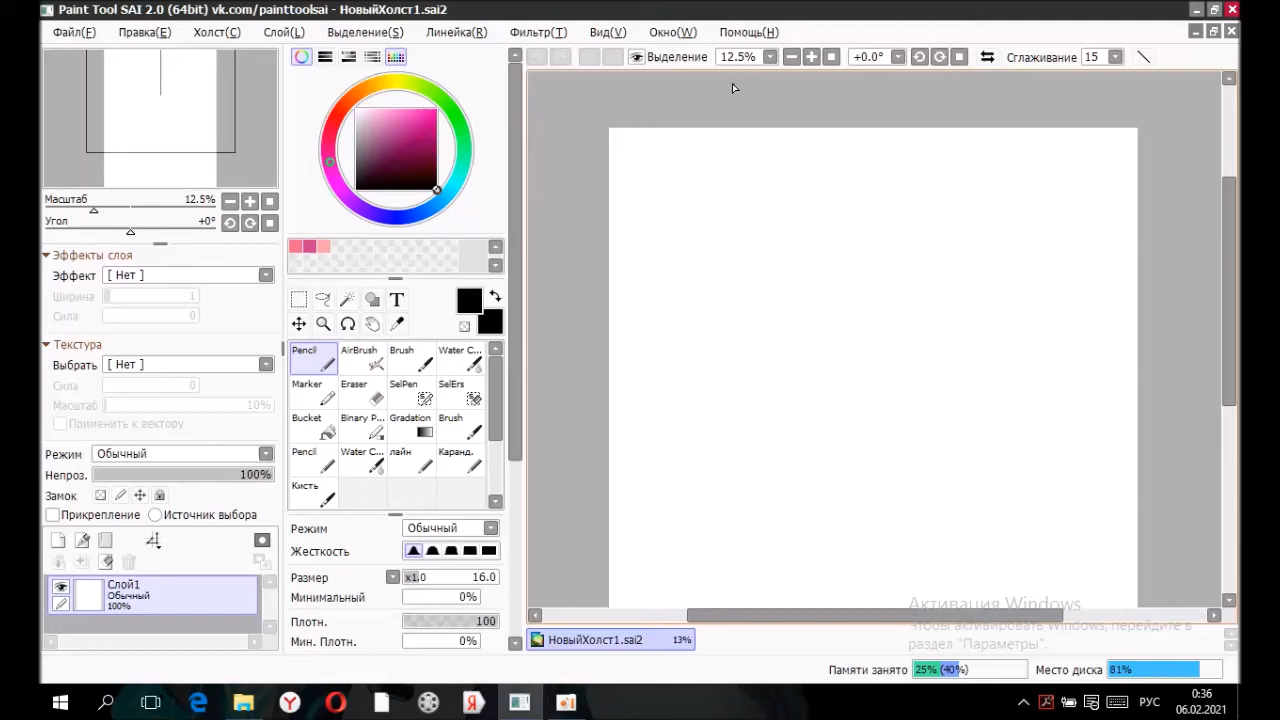 Paint Tool SAI 2.0 (64bit) vk.com/painttoolsai - НовыйХолст1.sai2
Файл(F) Правка(E) Холст(C) Слой(L) Выделение(S) Линейка(R) Фильтр(T) Вид(V) Окно(W) Помощь(H)
Выделение 12.5% +0.0° Сглаживание 15
Масштаб 12.5%
Угол +0°
Эффекты слоя
Эффект [ Нет ]
Ширина 1
Сила 0
Текстура
Выбрать [ Нет ]
Сила 0
Масштаб 10%
Применить к вектору
Режим Обычный
Непроз. 100%
Замок
Прикрепление Источник выбора
Слой1
Обычный
100%
T
Pencil AirBrush Brush Water C...
Marker Eraser SelPen SelErs
Bucket Binary P... Gradation Brush
Pencil Water C... лайн Каранд.
Кисть
Режим Обычный
Жесткость
Размер x1.0 16.0
Минимальный 0%
Плотн. 100
Мин. Плотн. 0%
Активация Windows
Чтобы активировать Windows, перейдите в
раздел "Параметры".
НовыйХолст1.sai2 13%
Памяти занято 25% (40%) Место диска 81%
РУС
0:36
06.02.2021